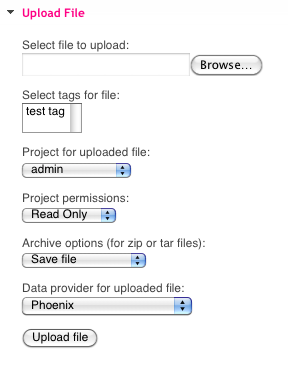 Upload File
Select file to upload:
Browse...
Select tags for file:
test tag
Project for uploaded file:
admin
Project permissions:
Read Only
Archive options (for zip or tar files):
Save file
Data provider for uploaded file:
Phoenix
Upload file